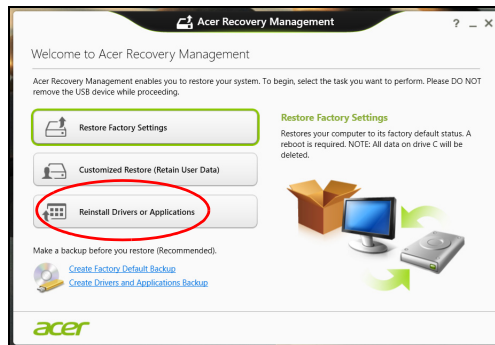 Acer Recovery Management
? _ X
Welcome to Acer Recovery Management
Acer Recovery Management enables you to restore your system. To begin, select the task you want to perform. Please DO NOT
remove the USB device while proceeding.
Restore Factory Settings
Customized Restore (Retain User Data)
Reinstall Drivers or Applications
Restore Factory Settings
Restores your computer to its factory default status. A
reboot is required. NOTE: All data on drive C will be
deleted.
Make a backup before you restore (Recommended).
Create Factory Default Backup
Create Drivers and Applications Backup
acer